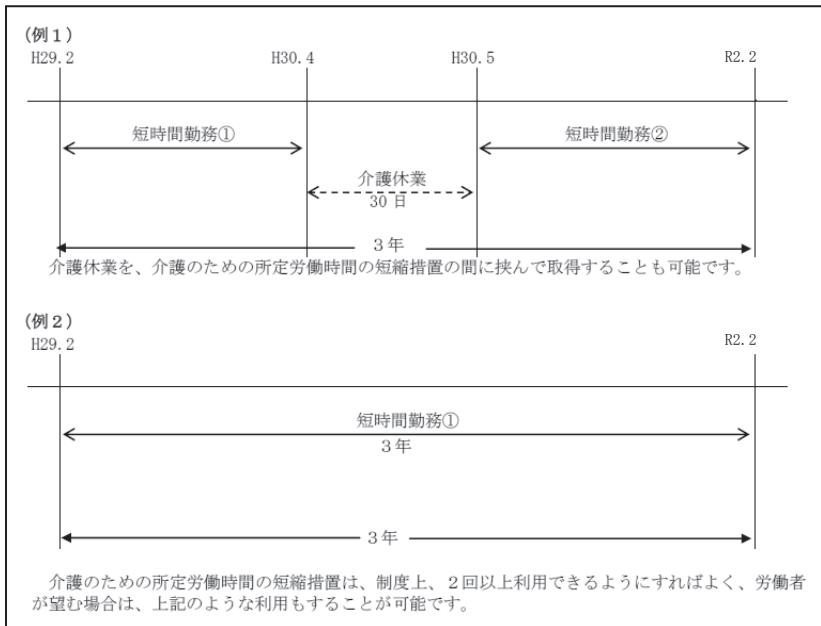 (例1)
H29.2 H30.4 H30.5 R2.2
短時間勤務① 短時間勤務②
介護休業
30日
3年
介護休業を、介護のための所定労働時間の短縮措置の間に挟んで取得することも可能です。
(例2)
H29.2 R2.2
短時間勤務①
3年
3年
介護のための所定労働時間の短縮措置は、制度上、2回以上利用できるようにすればよく、労働者
が望む場合は、上記のような利用もすることが可能です。